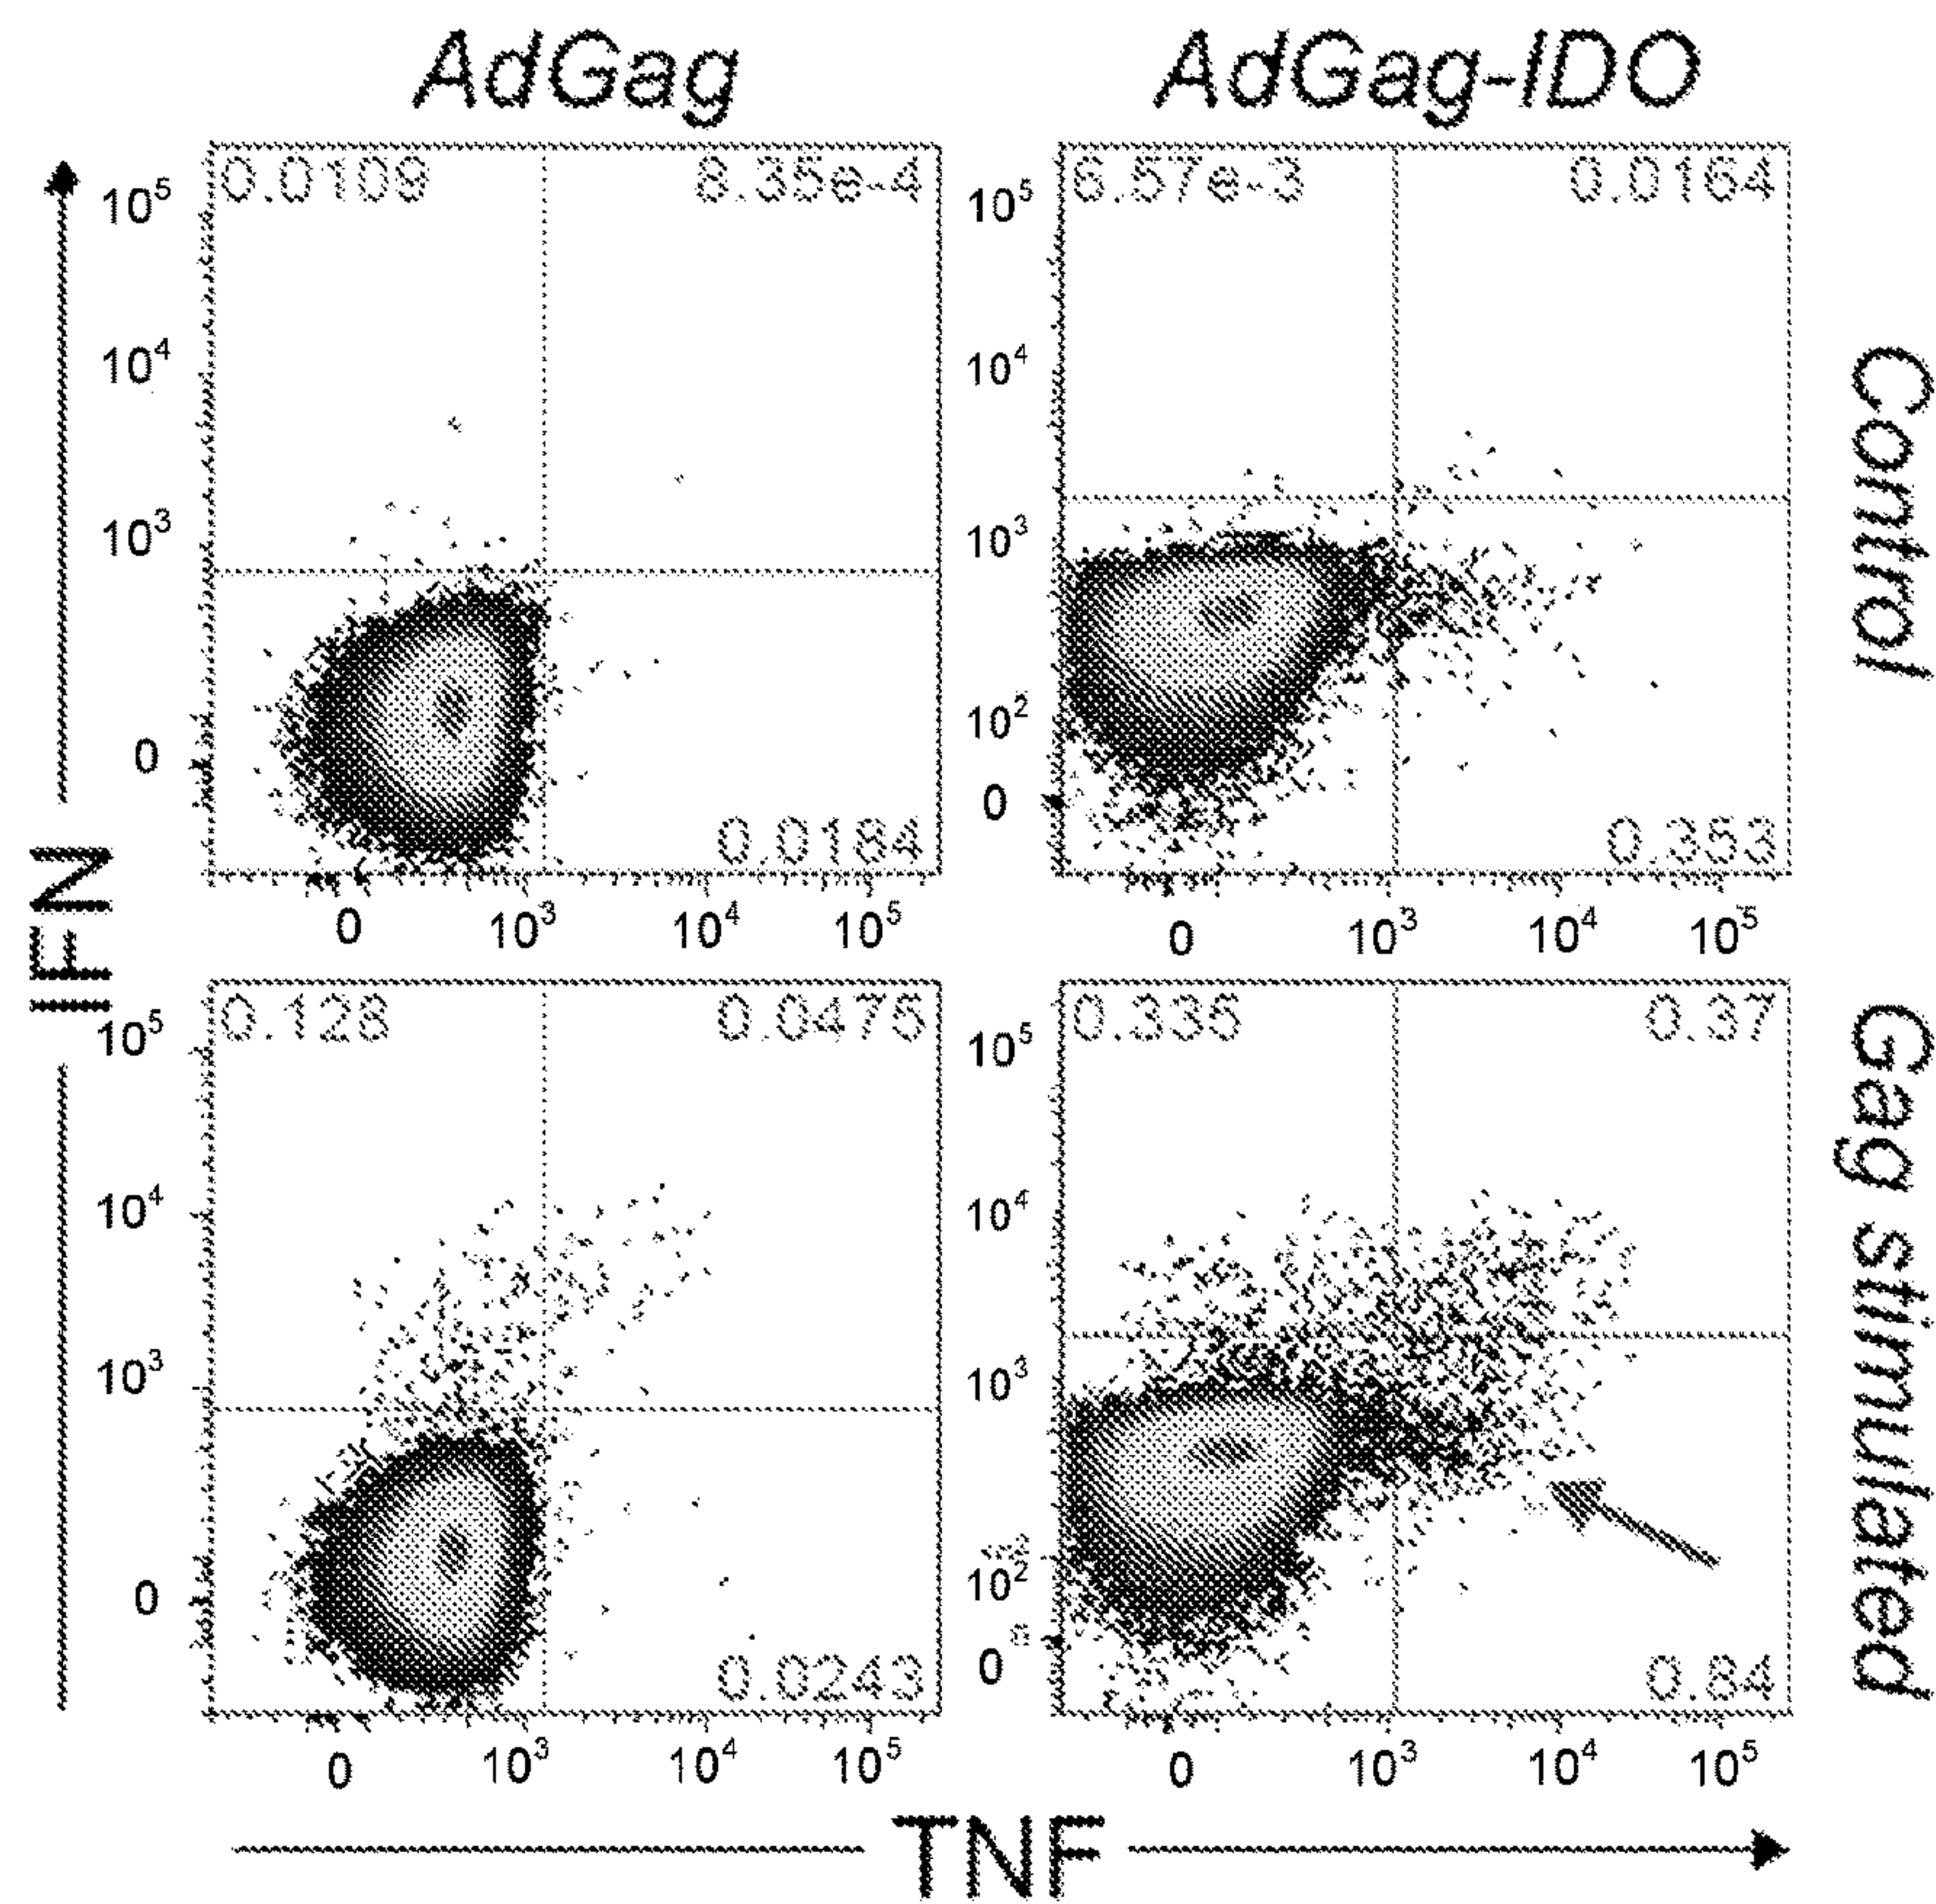 AdGag AdGag-IDO
IFN
Control
Gag stimulated
0.0109 8.35e-4
10⁵
10⁴
10³
0
0.0184
0 10³ 10⁴ 10⁵
6.57e-3 0.0164
10⁵
10⁴
10³
10²
0
0.353
0 10³ 10⁴ 10⁵
0.128 0.0475
10⁵
10⁴
10³
0
0.0243
0 10³ 10⁴ 10⁵
0.335 0.37
10⁵
10⁴
10³
10²
0
0.84
0 10³ 10⁴ 10⁵
TNF